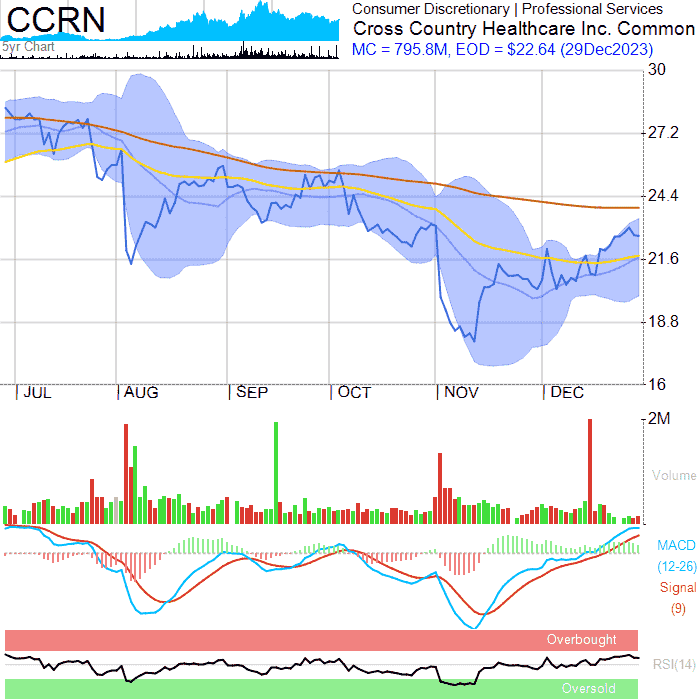 CCRN
5yr Chart
Consumer Discretionary | Professional Services
Cross Country Healthcare Inc. Common
MC = 795.8M, EOD = $22.64 (29Dec2023)
30
27.2
24.4
21.6
18.8
16
JUL AUG SEP OCT NOV DEC
2M
Volume
MACD
(12-26)
Signal
(9)
Overbought
RSI(14)
Oversold